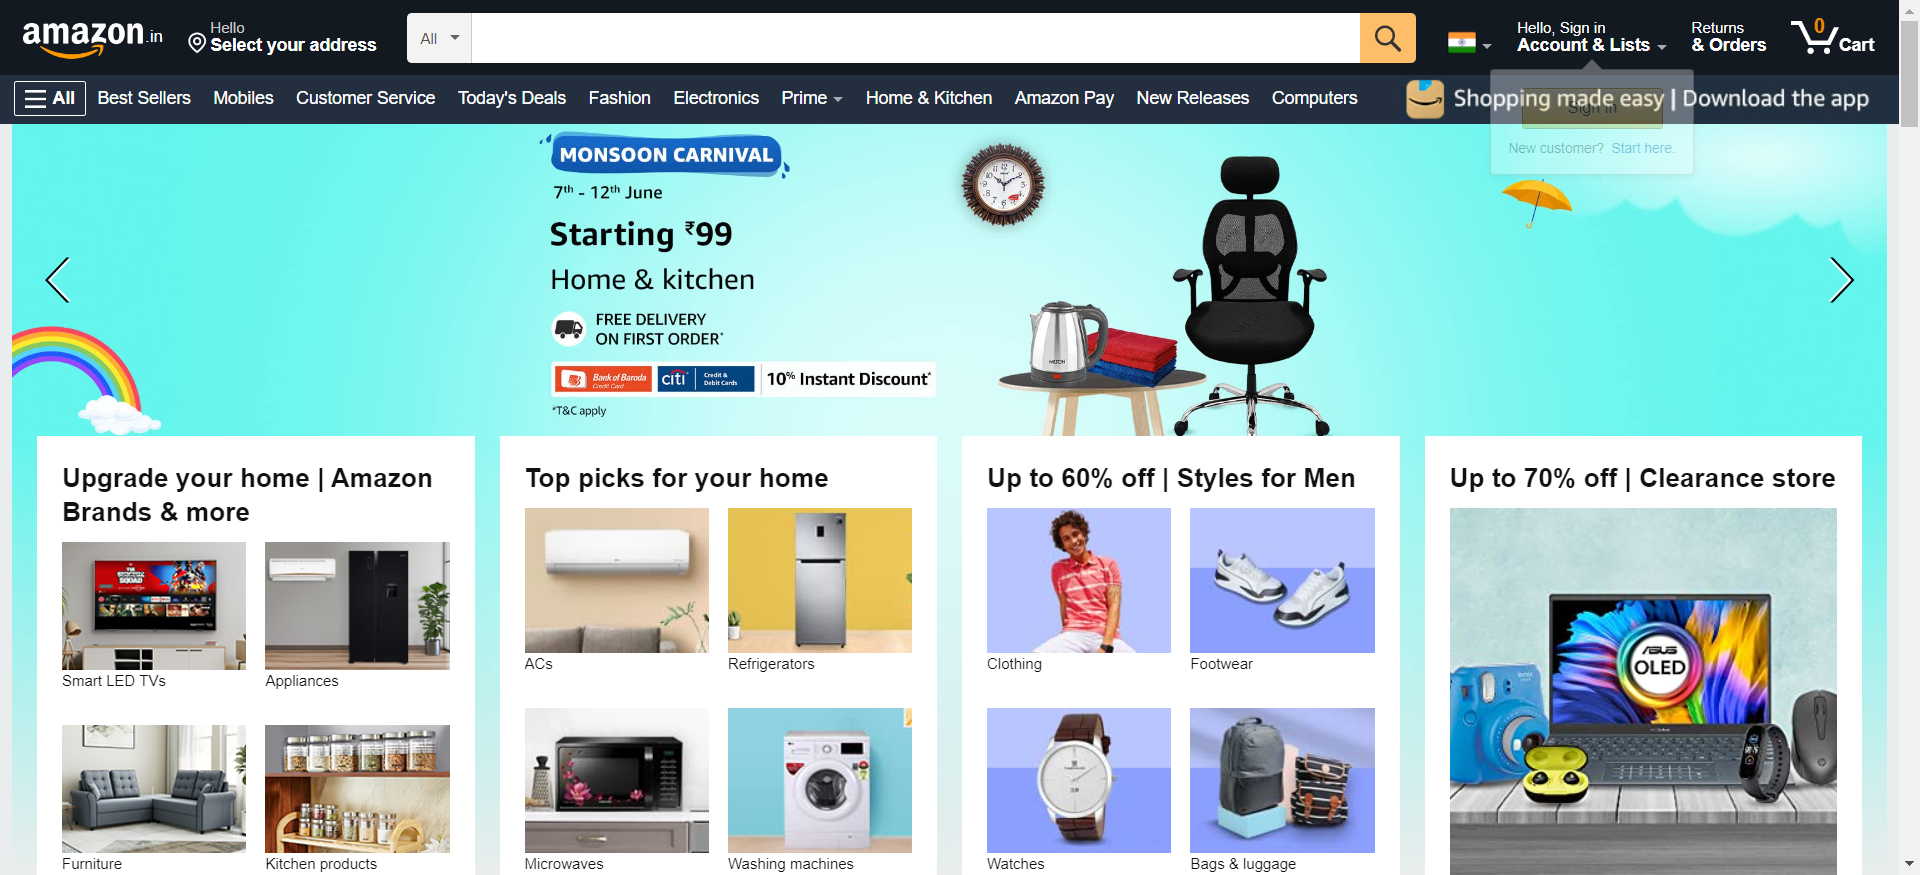 amazon.in
Hello
Select your address
All
Hello, Sign in
Account & Lists
Returns
& Orders
0
Cart
All
Best Sellers
Mobiles
Customer Service
Today's Deals
Fashion
Electronics
Prime
Home & Kitchen
Amazon Pay
New Releases
Computers
Shopping made easy | Download the app
Sign in
New customer? Start here.
MONSOON CARNIVAL
7th - 12th June
Starting ₹99
Home & kitchen
FREE DELIVERY
ON FIRST ORDER*
Bank of Baroda
Credit Card
citi
Credit &
Debit Cards
10% Instant Discount*
*T&C apply
MILTON
Upgrade your home | Amazon
Brands & more
Smart LED TVs
Appliances
Furniture
Kitchen products
Top picks for your home
ACs
Refrigerators
Microwaves
Washing machines
Up to 60% off | Styles for Men
Clothing
Footwear
Watches
Bags & luggage
Up to 70% off | Clearance store
ASUS
OLED